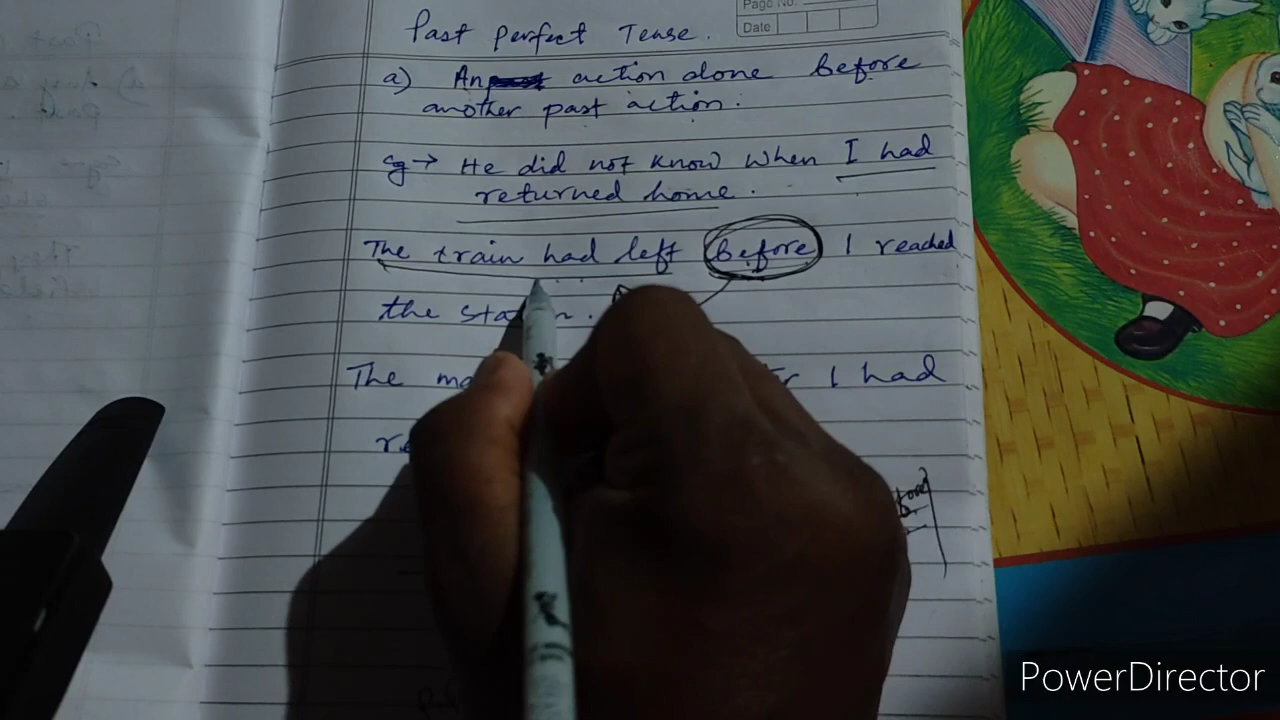 Page No.
Date
Past Perfect Tense.
a) An action done before
another past action.
eg → He did not know when I had
returned home.
The train had left before I reached
the
The I had
PowerDirector